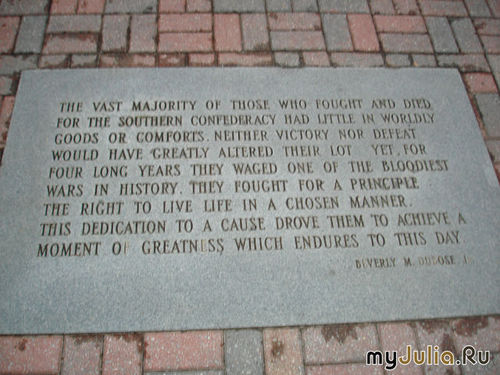 THE VAST MAJORITY OF THOSE WHO FOUGHT AND DIED
FOR THE SOUTHERN CONFEDERACY HAD LITTLE IN WORLDLY
GOODS OR COMFORTS. NEITHER VICTORY NOR DEFEAT
WOULD HAVE GREATLY ALTERED THEIR LOT. YET, FOR
FOUR LONG YEARS THEY WAGED ONE OF THE BLOODIEST
WARS IN HISTORY. THEY FOUGHT FOR A PRINCIPLE
THE RIGHT TO LIVE LIFE IN A CHOSEN MANNER.
THIS DEDICATION TO A CAUSE DROVE THEM TO ACHIEVE A
MOMENT OF GREATNESS WHICH ENDURES TO THIS DAY.
BEVERLY M. DUBOSE J
myJulia.Ru